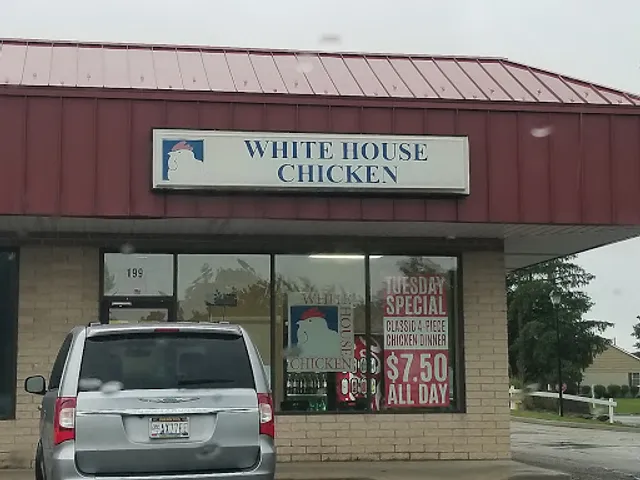 WHITE HOUSE
CHICKEN
199
WHITE
HOUSE
CHICKEN
TUESDAY
SPECIAL
CLASSIC 4-PIECE
CHICKEN DINNER
$7.50
ALL DAY